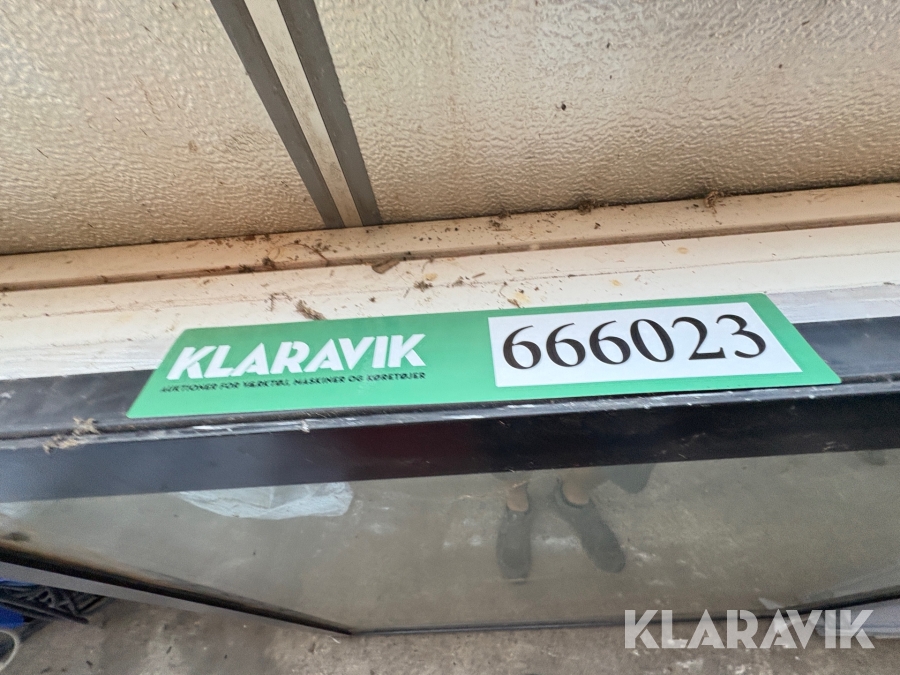 KLARAVIK
AUKTIONER FOR VÆRKTØJ, MASKINER OG KØRETØJER
666023
KLARAVIK